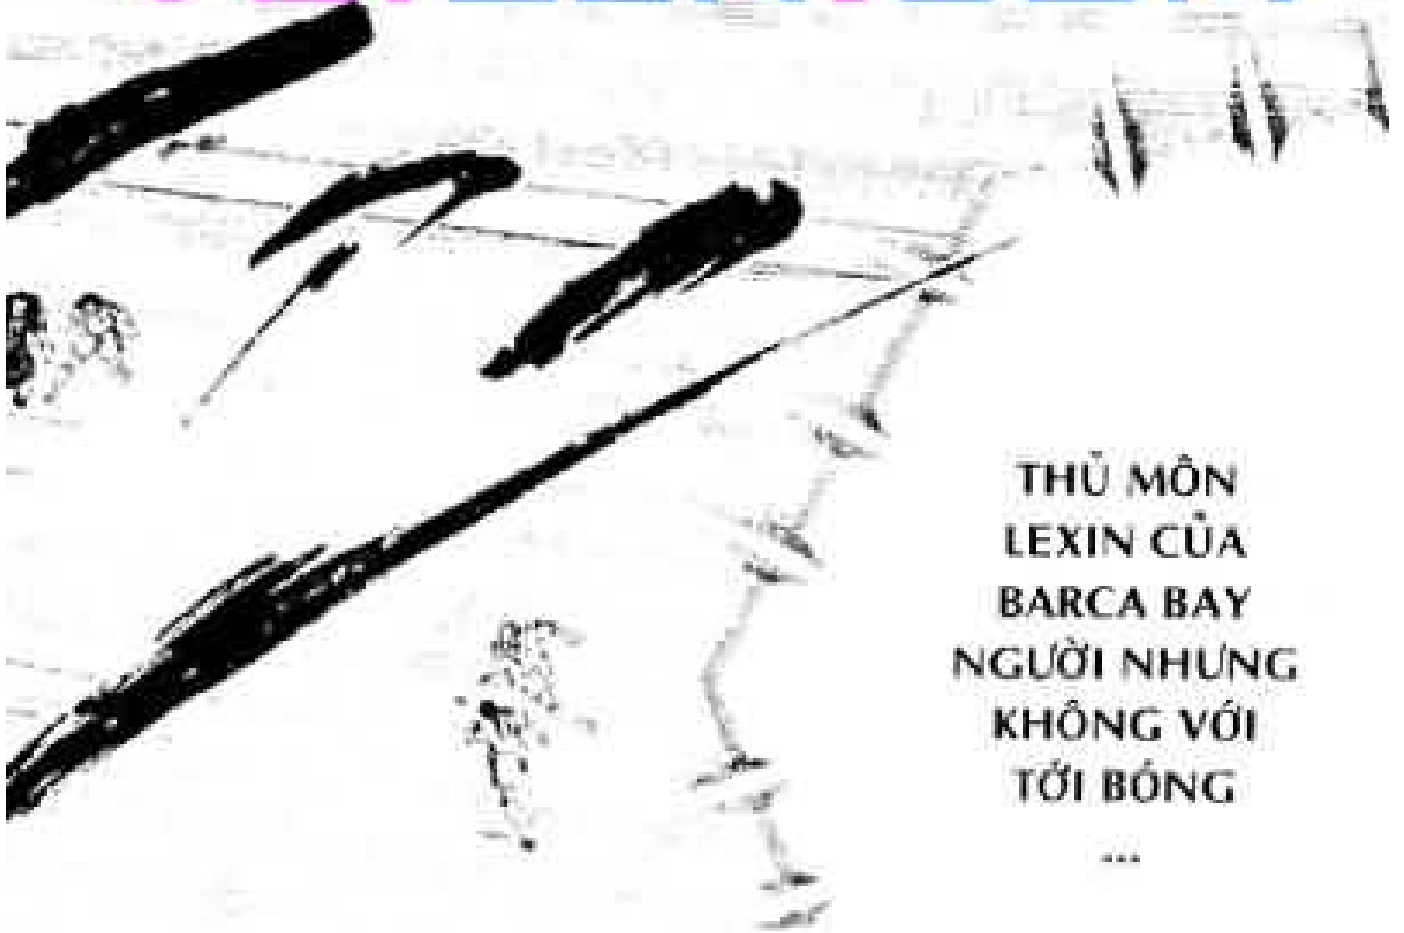 THỦ MÔN
LEXIN CỦA
BARCA BAY
NGƯỜI NHƯNG
KHÔNG VỚI
TỚI BÓNG
...